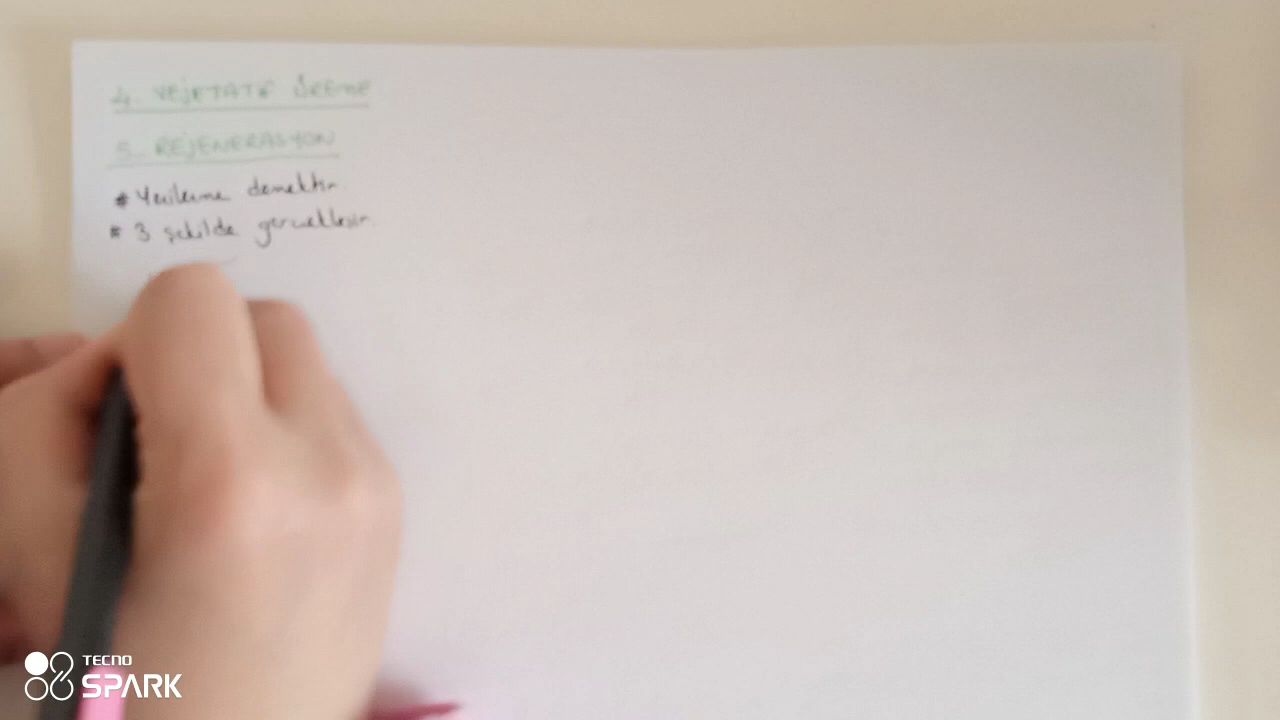 4. VEJETATİF ÜREME
5. REJENERASYON
# Yenilenme demektir.
# 3 şekilde gerçekleşir.
TECNO
SPARK